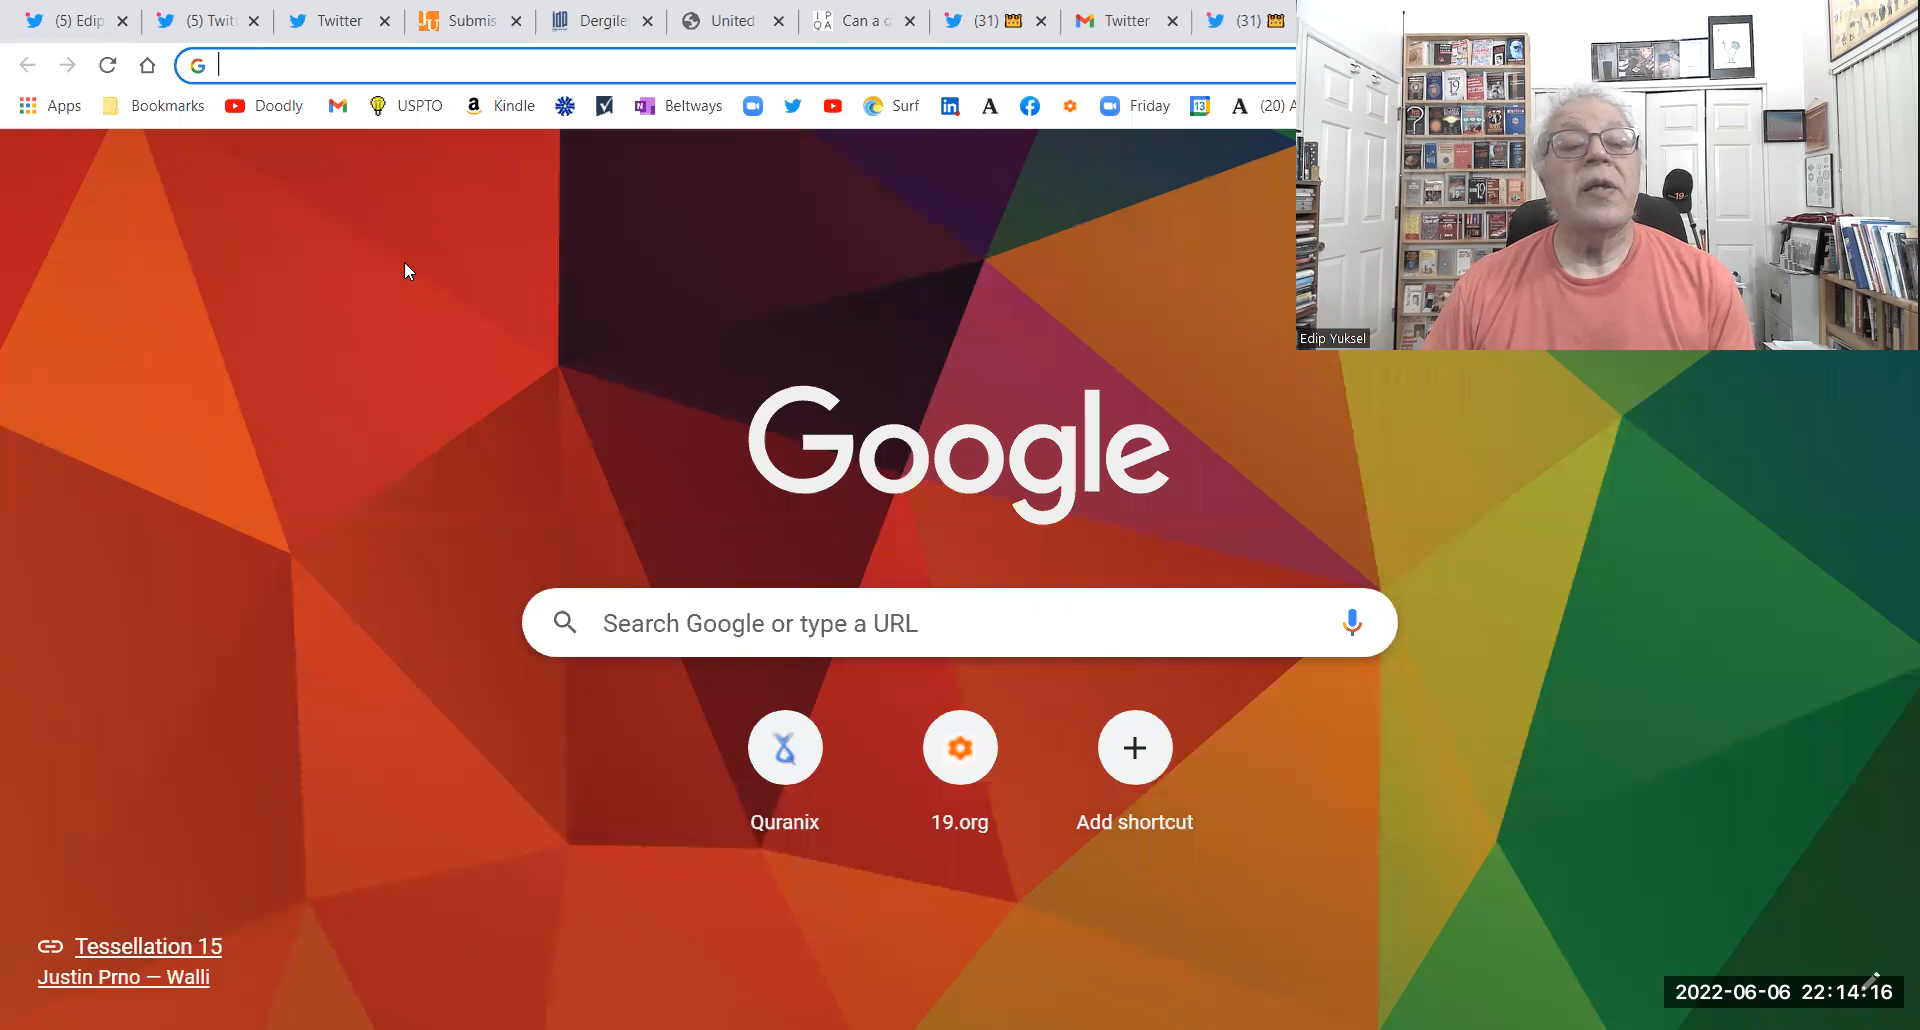 (5) Edip
(5) Twit
Twitter
Submis
Dergile
United
Can a c
(31)
Twitter
(31)
Apps
Bookmarks
Doodly
USPTO
Kindle
Beltways
Surf
Friday
(20) A
Edip Yuksel
Google
Search Google or type a URL
Quranix
19.org
Add shortcut
Tessellation 15
Justin Prno — Walli
2022-06-06 22:14:16